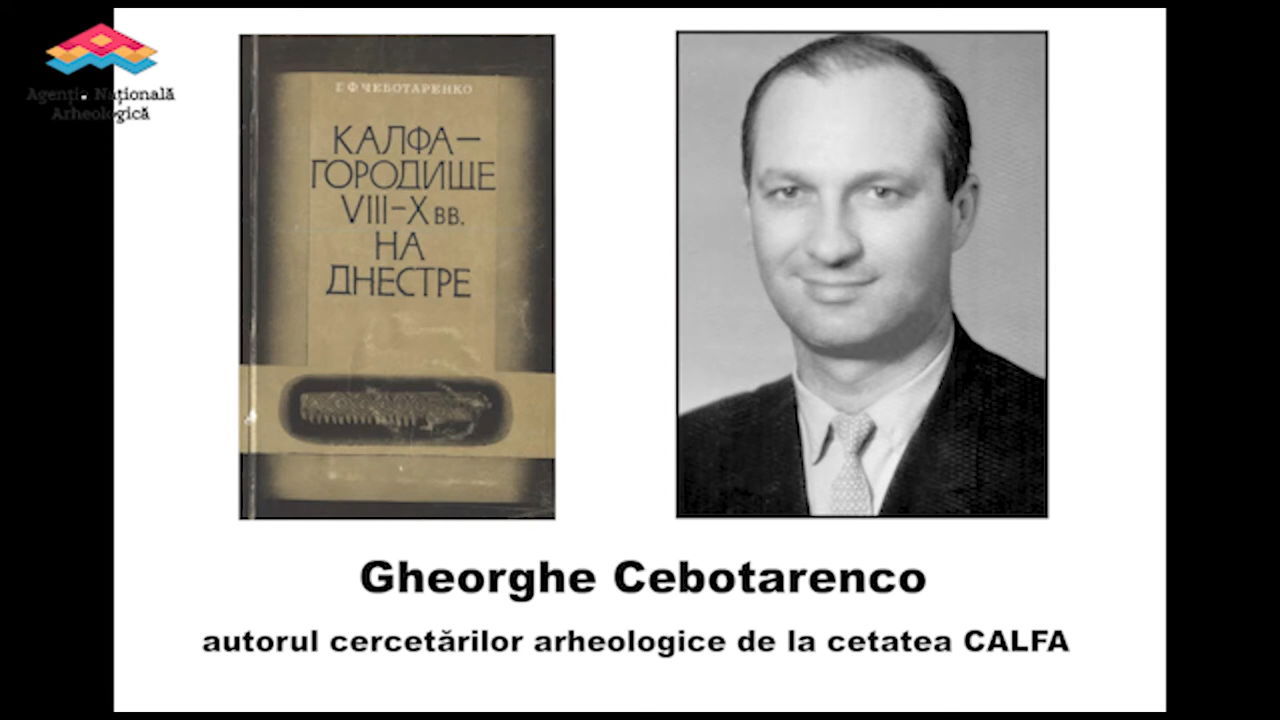 Agenția Națională
Arheologică
Г.Ф.ЧЕБОТАРЕНКО
КАЛФА—
ГОРОДИЩЕ
VIII–X вв.
НА
ДНЕСТРЕ
Gheorghe Cebotarenco
autorul cercetărilor arheologice de la cetatea CALFA